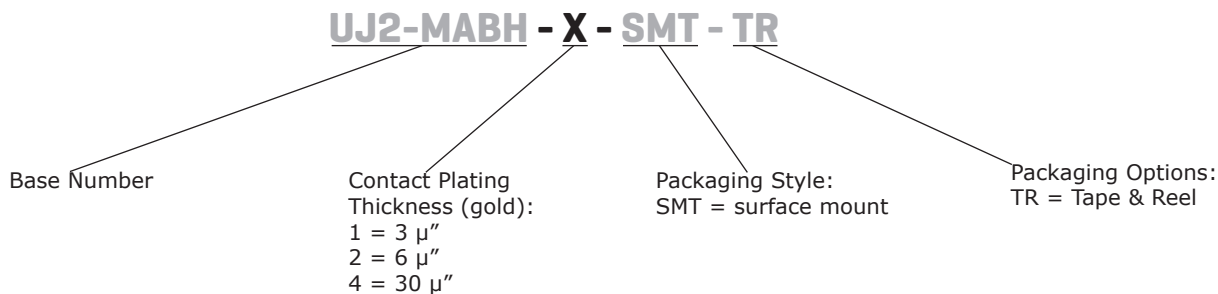 UJ2-MABH - X - SMT - TR
Base Number
Contact Plating
Thickness (gold):
1 = 3 µ”
2 = 6 µ”
4 = 30 µ”
Packaging Style:
SMT = surface mount
Packaging Options:
TR = Tape & Reel